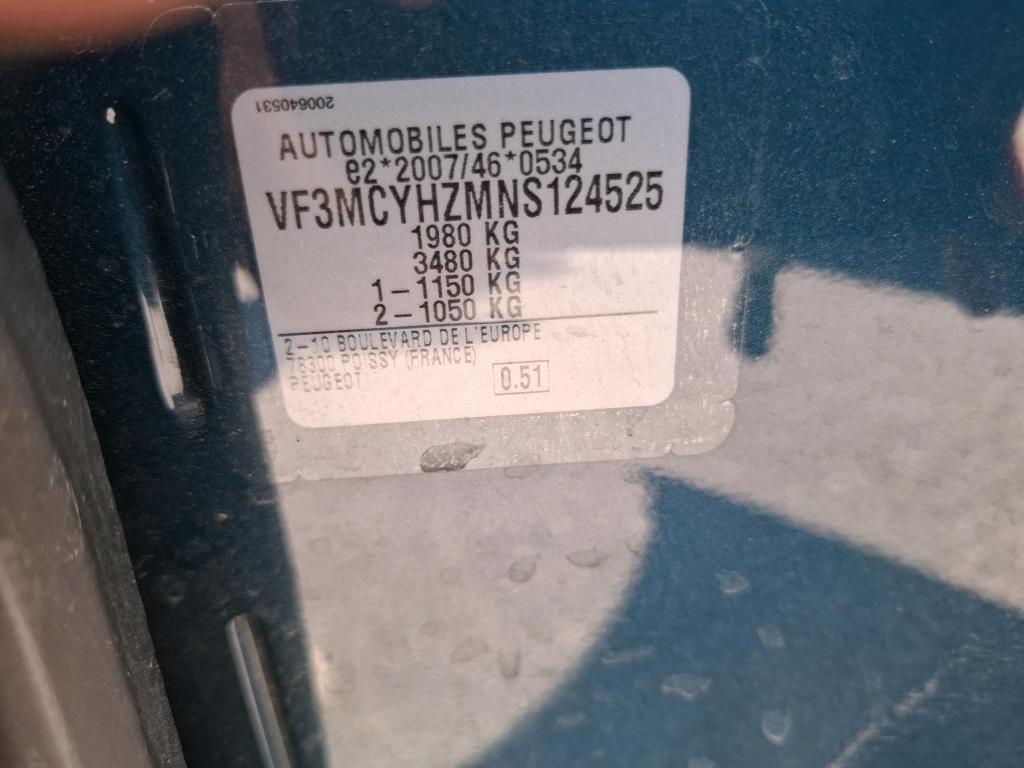 200640531
AUTOMOBILES PEUGEOT
e2*2007/46*0534
VF3MCYHZMNS124525
1980 KG
3480 KG
1-1150 KG
2-1050 KG
2-10 BOULEVARD DE L'EUROPE
78300 POISSY (FRANCE)
PEUGEOT
0.51